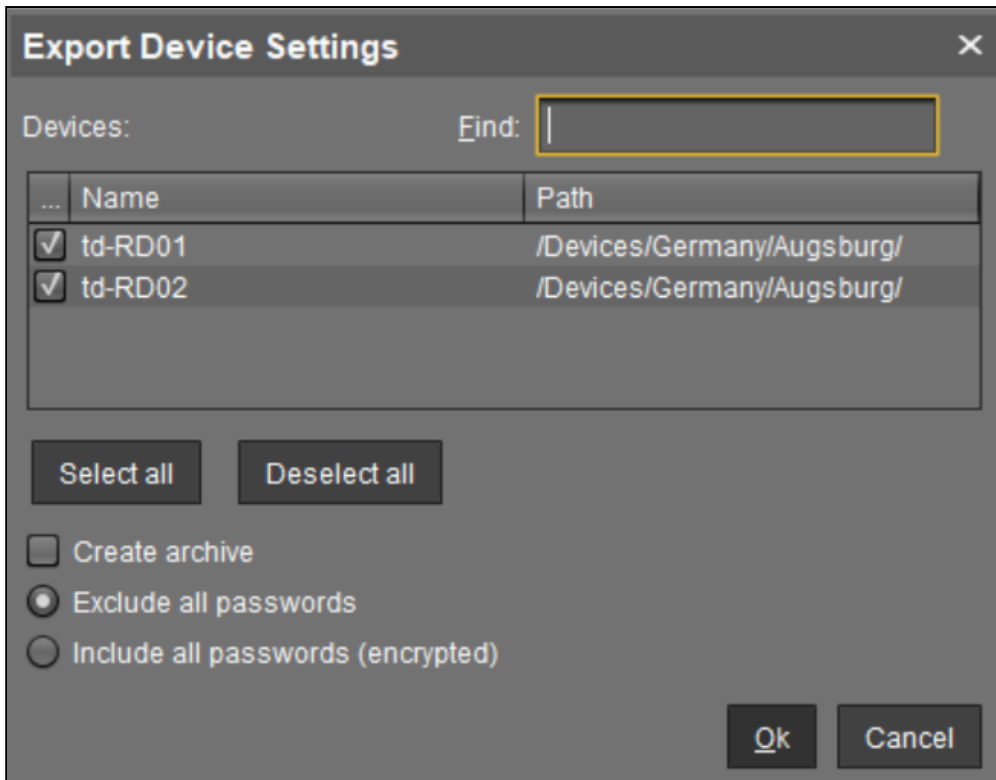 Export Device Settings
Devices: Find:
... Name Path
td-RD01 /Devices/Germany/Augsburg/
td-RD02 /Devices/Germany/Augsburg/
Select all Deselect all
Create archive
Exclude all passwords
Include all passwords (encrypted)
Ok Cancel